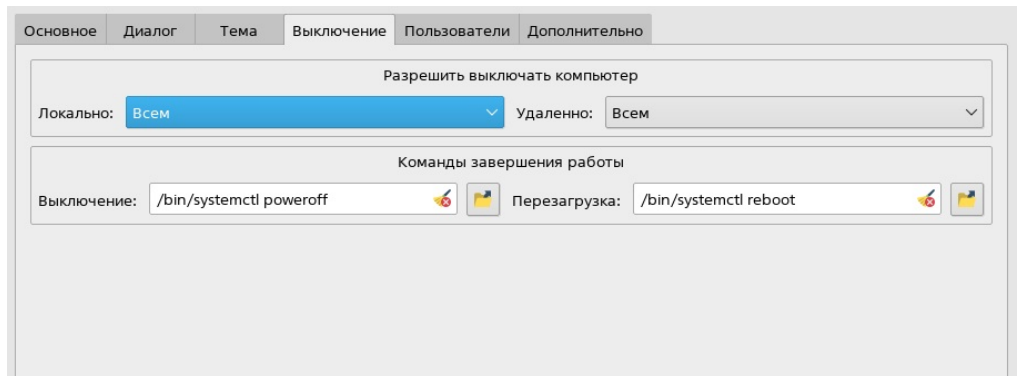 Основное Диалог Тема Выключение Пользователи Дополнительно
Разрешить выключать компьютер
Локально: Всем Удаленно: Всем
Команды завершения работы
Выключение: /bin/systemctl poweroff Перезагрузка: /bin/systemctl reboot